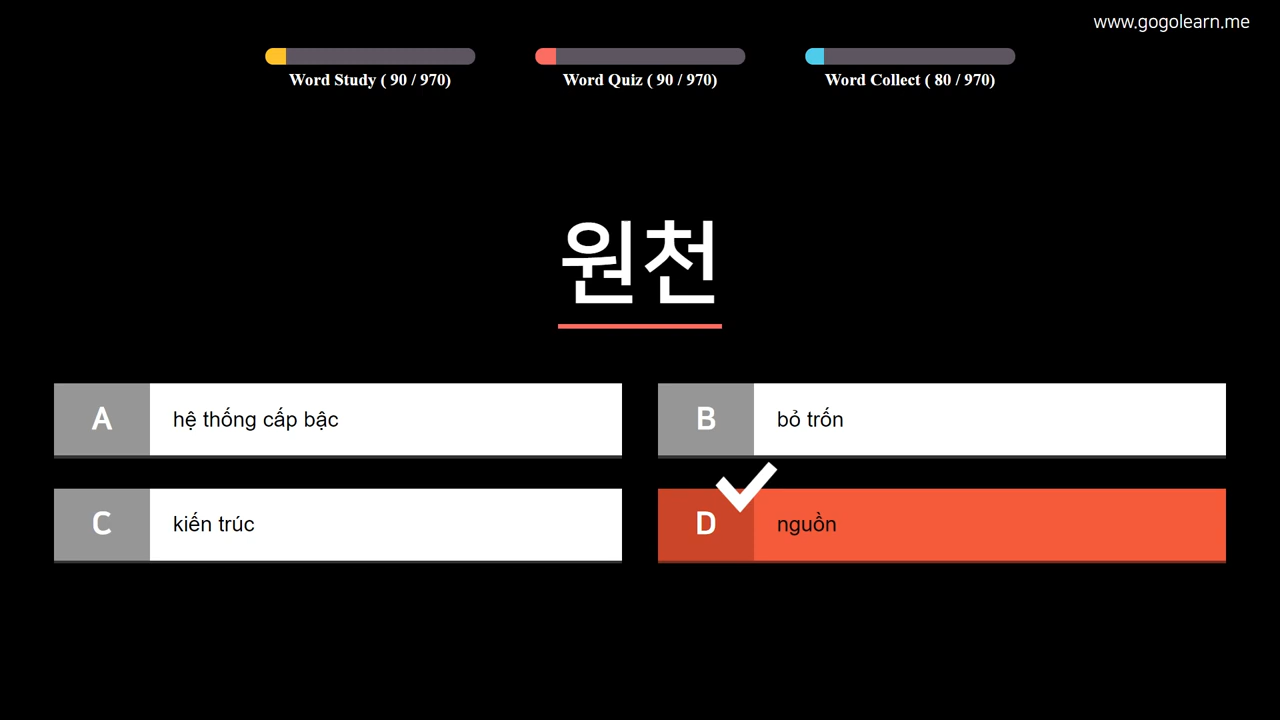 www.gogolearn.me
Word Study ( 90 / 970)
Word Quiz ( 90 / 970)
Word Collect ( 80 / 970)
원천
A hệ thống cấp bậc
B bỏ trốn
C kiến trúc
D nguồn